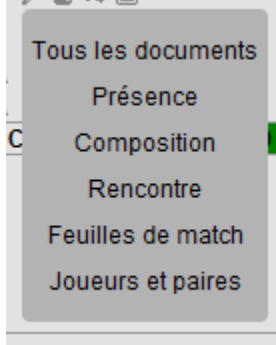 Tous les documents
Présence
C
Composition
Rencontre
Feuilles de match
Joueurs et paires